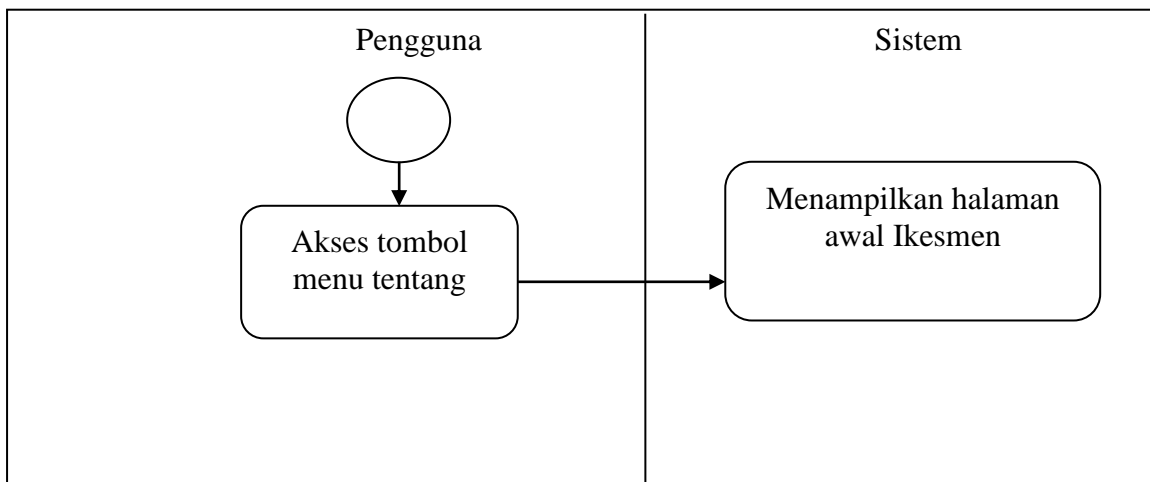 Pengguna
Sistem
Akses tombol
menu tentang
Menampilkan halaman
awal Ikesmen